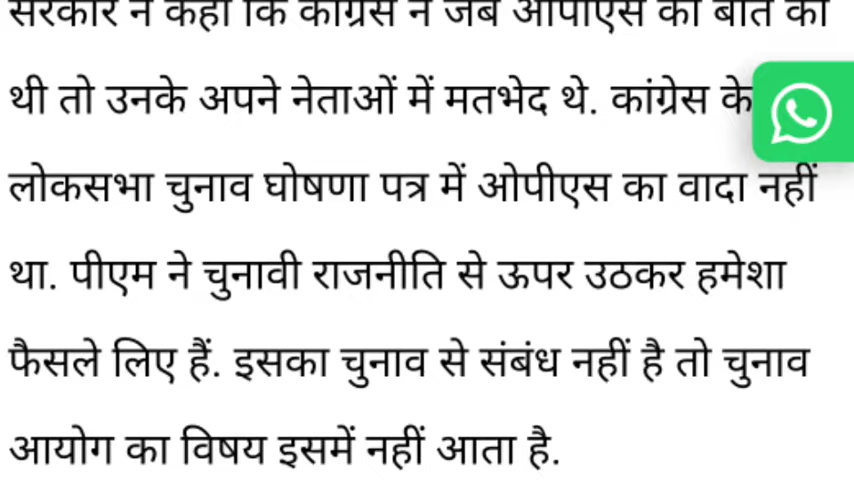 सरकार ने कहा कि कांग्रेस ने जब ओपीएस की बात की
थी तो उनके अपने नेताओं में मतभेद थे. कांग्रेस के
लोकसभा चुनाव घोषणा पत्र में ओपीएस का वादा नहीं
था. पीएम ने चुनावी राजनीति से ऊपर उठकर हमेशा
फैसले लिए हैं. इसका चुनाव से संबंध नहीं है तो चुनाव
आयोग का विषय इसमें नहीं आता है.